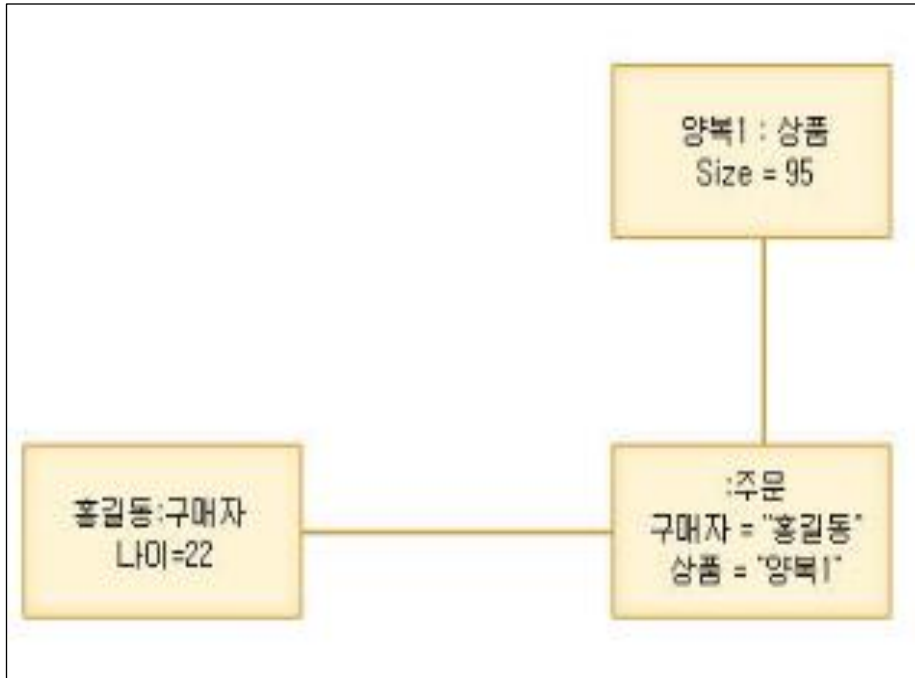 양복1 : 상품
Size = 95
홍길동:구매자
나이=22
:주문
구매자 = "홍길동"
상품 = "양복1"